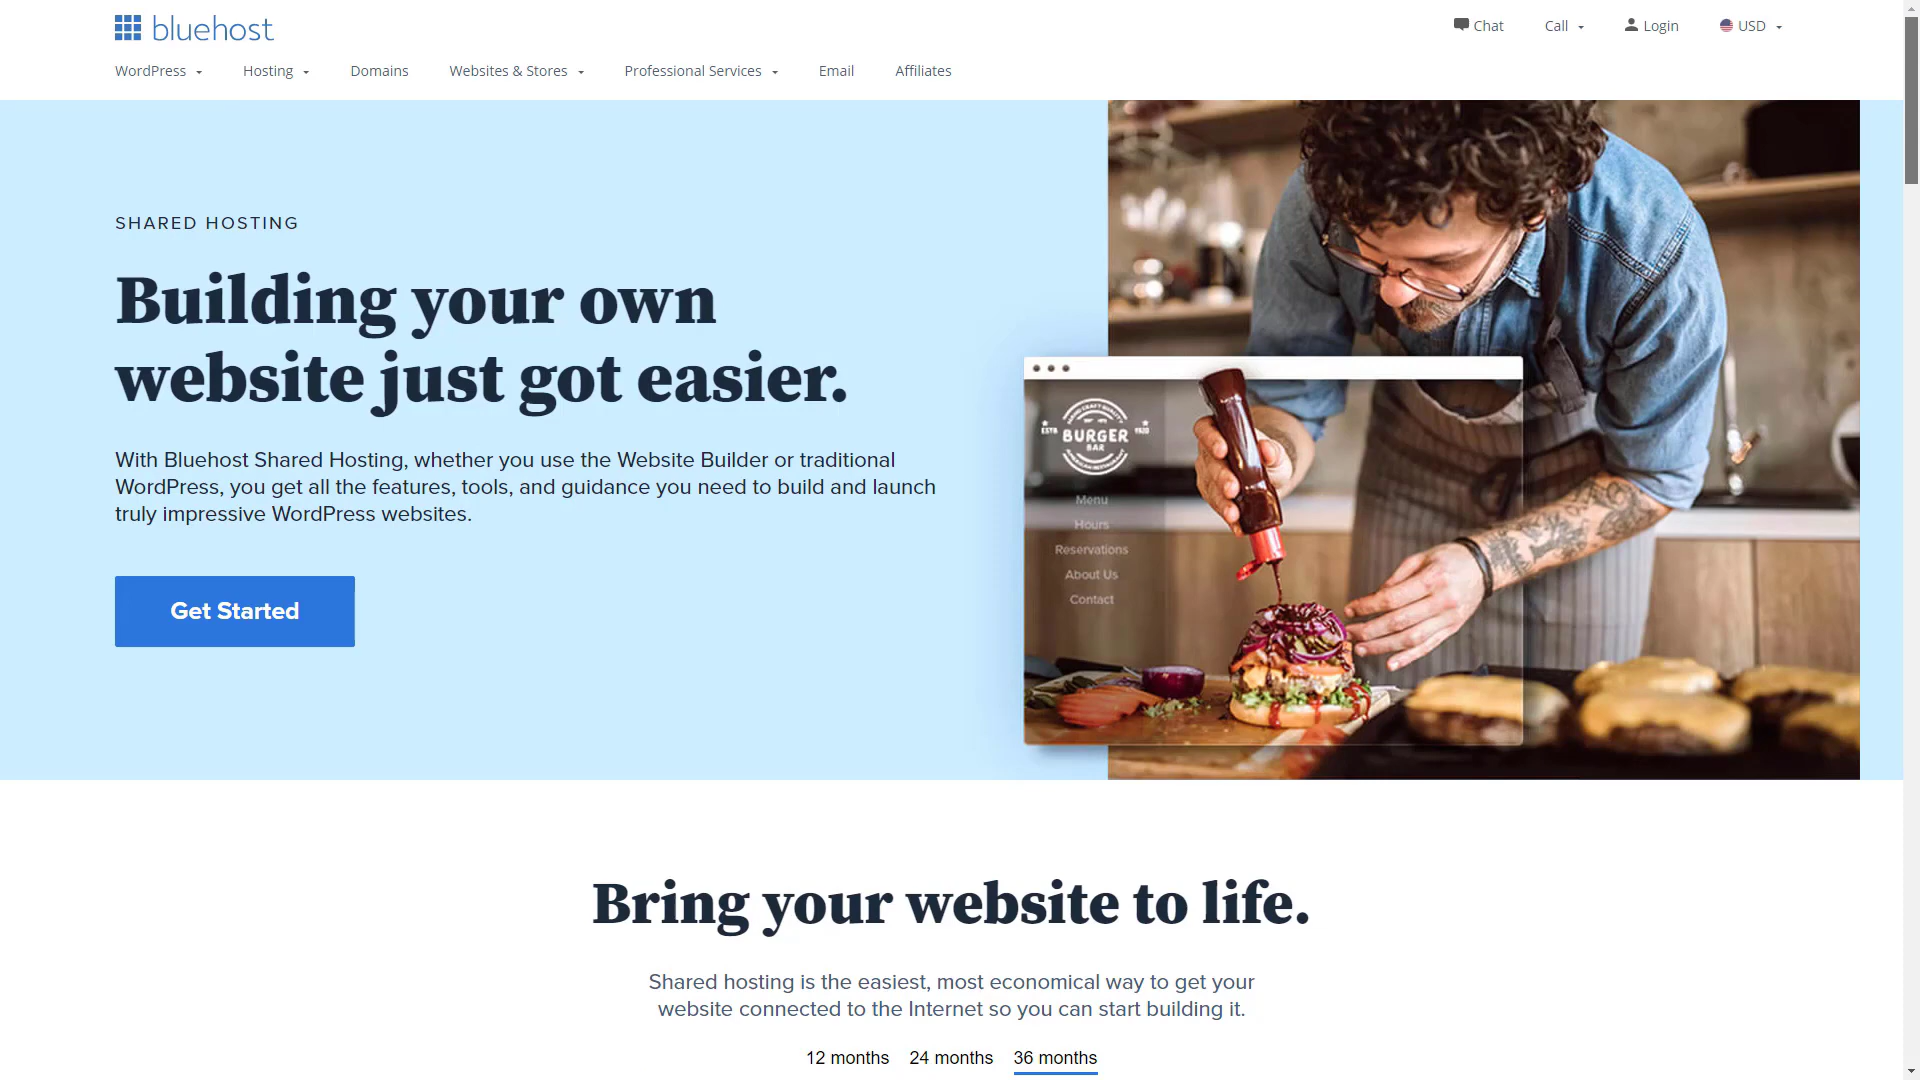 bluehost
Chat
Call
Login
USD
WordPress
Hosting
Domains
Websites & Stores
Professional Services
Email
Affiliates
SHARED HOSTING
Building your own
website just got easier.
With Bluehost Shared Hosting, whether you use the Website Builder or traditional
WordPress, you get all the features, tools, and guidance you need to build and launch
truly impressive WordPress websites.
Get Started
ESTD
BURGER
BAR
1920
AMERICAN RESTAURANT
Menu
Hours
Reservations
About Us
Contact
Bring your website to life.
Shared hosting is the easiest, most economical way to get your
website connected to the Internet so you can start building it.
12 months
24 months
36 months